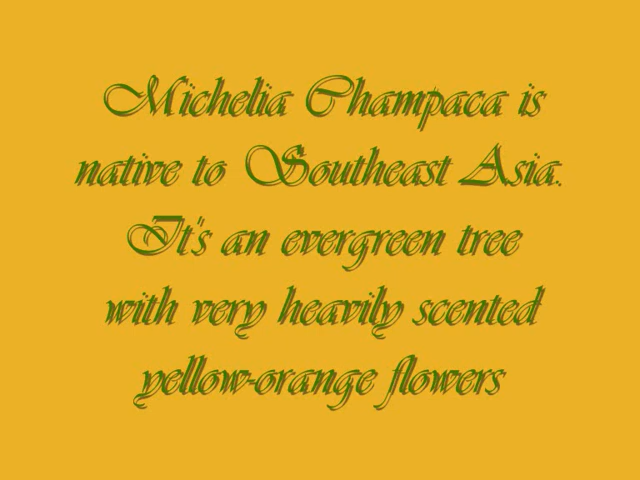 Michelia Champaca is
native to Southeast Asia.
It's an evergreen tree
with very heavily scented
yellow-orange flowers